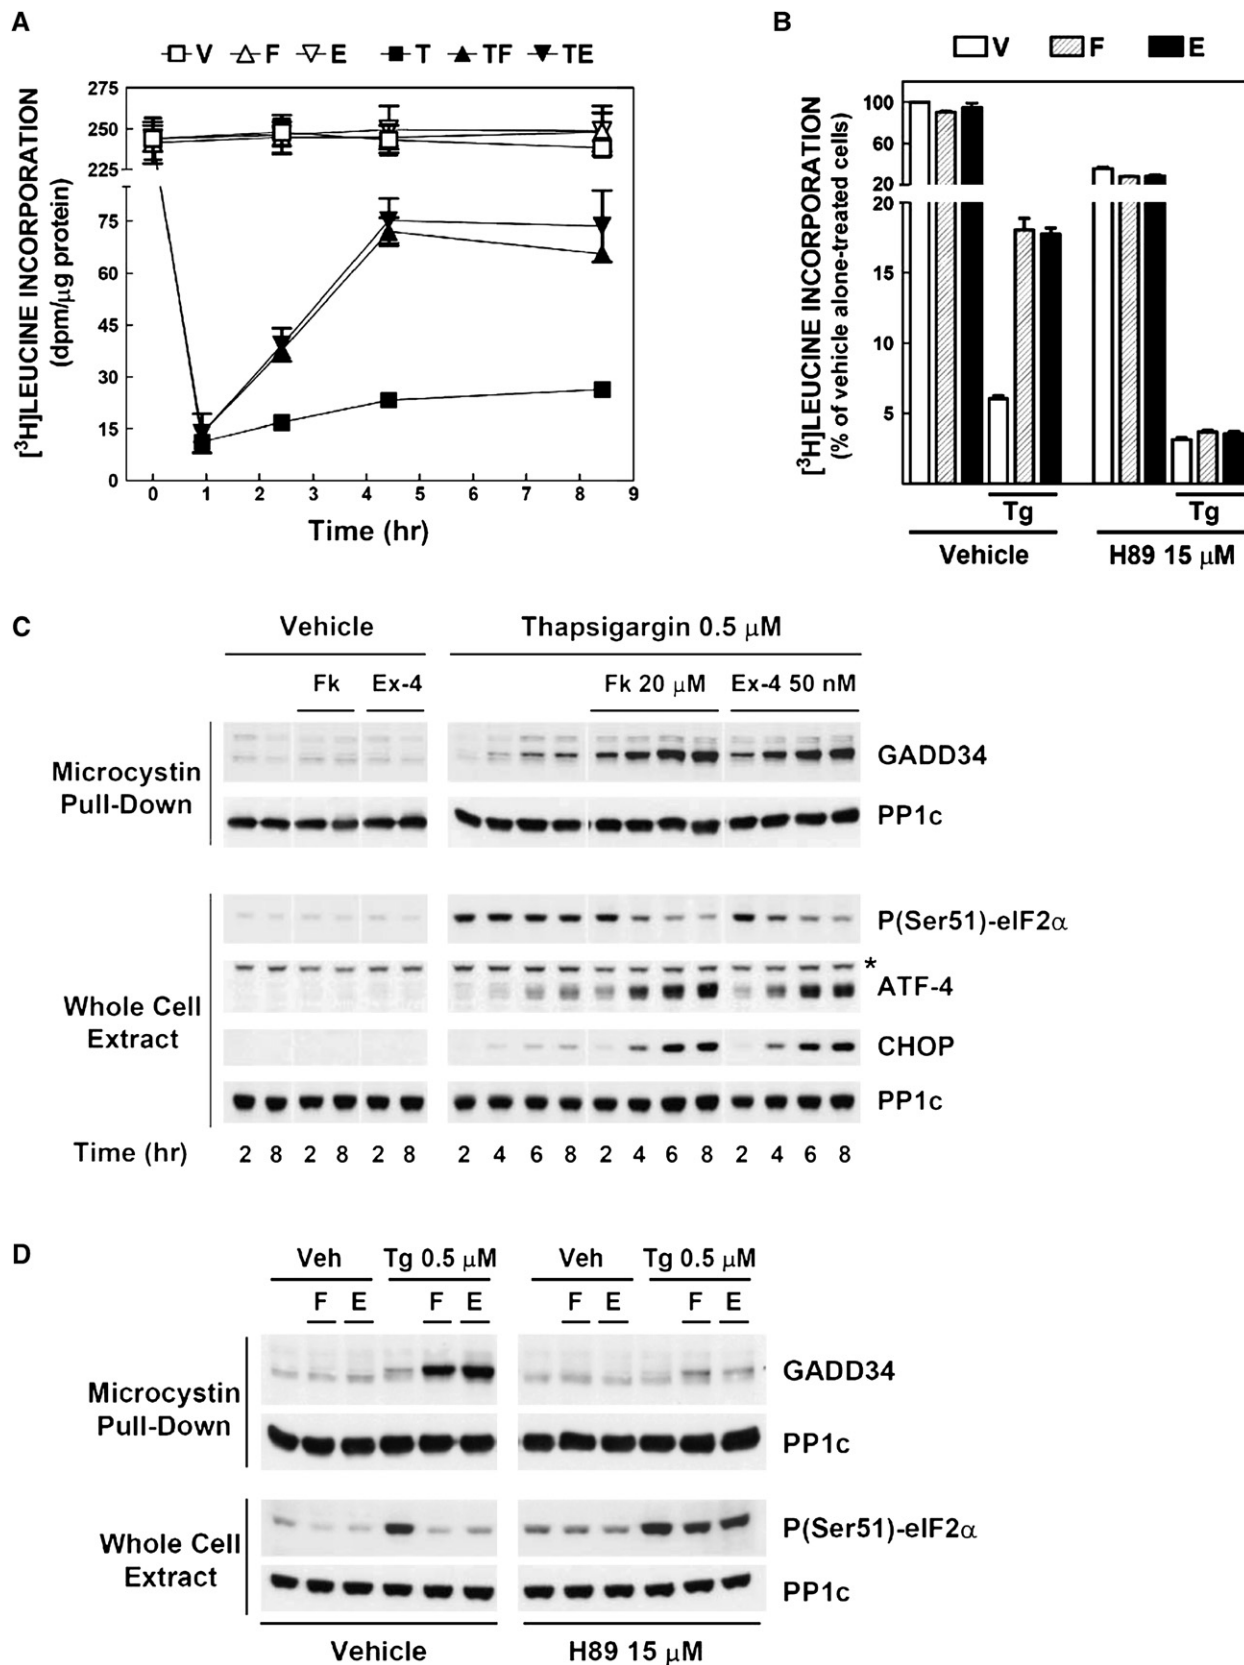 A
V F E T TF TE
[³H]LEUCINE INCORPORATION
(dpm/µg protein)
275
250
225
75
60
45
30
15
0
0 1 2 3 4 5 6 7 8 9
Time (hr)
B
V F E
[³H]LEUCINE INCORPORATION
(% of vehicle alone-treated cells)
100
60
20
20
15
10
5
Tg Tg
Vehicle H89 15 µM
C
Vehicle Thapsigargin 0.5 µM
Fk Ex-4 Fk 20 µM Ex-4 50 nM
Microcystin
Pull-Down
GADD34
PP1c
Whole Cell
Extract
P(Ser51)-eIF2α
*
ATF-4
CHOP
PP1c
Time (hr) 2 8 2 8 2 8 2 4 6 8 2 4 6 8 2 4 6 8
D
Veh Tg 0.5 µM Veh Tg 0.5 µM
F E F E F E F E
Microcystin
Pull-Down
GADD34
PP1c
Whole Cell
Extract
P(Ser51)-eIF2α
PP1c
Vehicle H89 15 µM